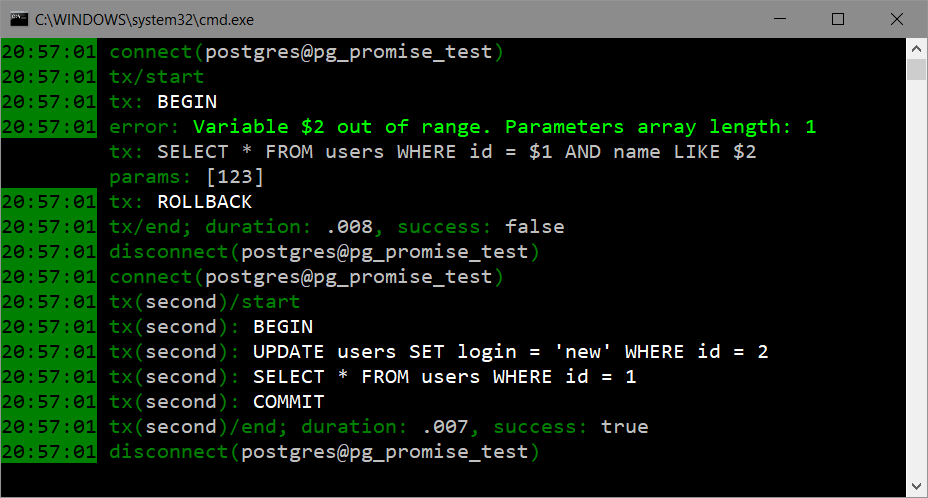 C:\WINDOWS\system32\cmd.exe
20:57:01 connect(postgres@pg_promise_test)
20:57:01 tx/start
20:57:01 tx: BEGIN
20:57:01 error: Variable $2 out of range. Parameters array length: 1
tx: SELECT * FROM users WHERE id = $1 AND name LIKE $2
params: [123]
20:57:01 tx: ROLLBACK
20:57:01 tx/end; duration: .008, success: false
20:57:01 disconnect(postgres@pg_promise_test)
20:57:01 connect(postgres@pg_promise_test)
20:57:01 tx(second)/start
20:57:01 tx(second): BEGIN
20:57:01 tx(second): UPDATE users SET login = 'new' WHERE id = 2
20:57:01 tx(second): SELECT * FROM users WHERE id = 1
20:57:01 tx(second): COMMIT
20:57:01 tx(second)/end; duration: .007, success: true
20:57:01 disconnect(postgres@pg_promise_test)